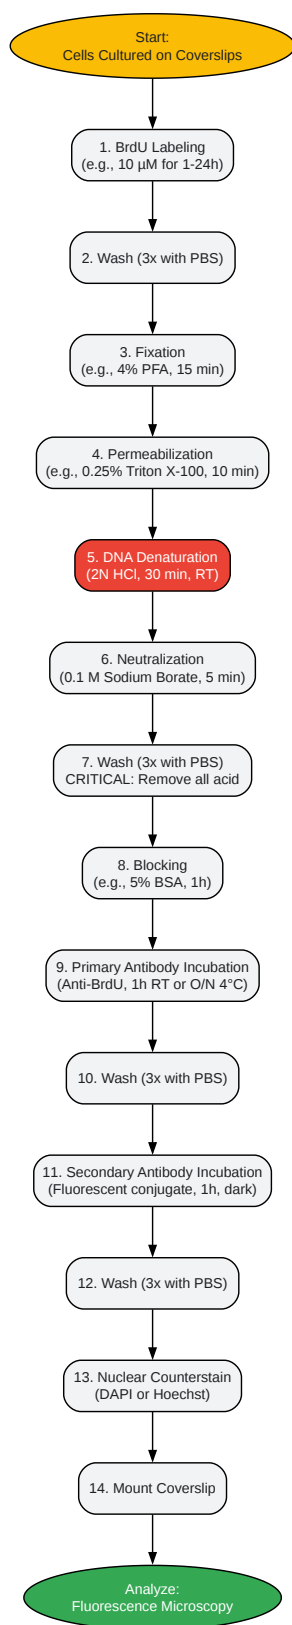 Start:
Cells Cultured on Coverslips
1. BrdU Labeling
(e.g., 10 µM for 1-24h)
2. Wash (3x with PBS)
3. Fixation
(e.g., 4% PFA, 15 min)
4. Permeabilization
(e.g., 0.25% Triton X-100, 10 min)
5. DNA Denaturation
(2N HCl, 30 min, RT)
6. Neutralization
(0.1 M Sodium Borate, 5 min)
7. Wash (3x with PBS)
CRITICAL: Remove all acid
8. Blocking
(e.g., 5% BSA, 1h)
9. Primary Antibody Incubation
(Anti-BrdU, 1h RT or O/N 4°C)
10. Wash (3x with PBS)
11. Secondary Antibody Incubation
(Fluorescent conjugate, 1h, dark)
12. Wash (3x with PBS)
13. Nuclear Counterstain
(DAPI or Hoechst)
14. Mount Coverslip
Analyze:
Fluorescence Microscopy